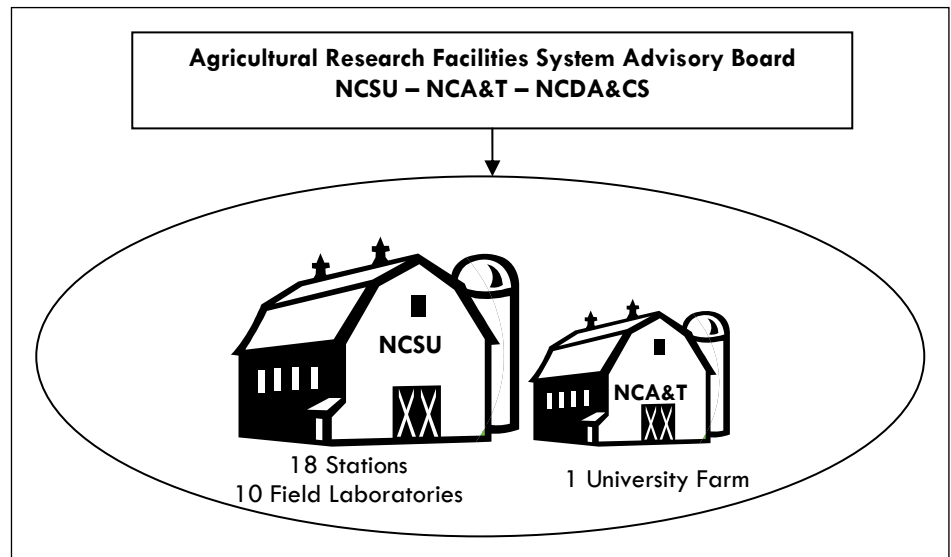 Agricultural Research Facilities System Advisory Board
NCSU – NCA&T – NCDA&CS
NCSU
NCA&T
18 Stations
10 Field Laboratories
1 University Farm